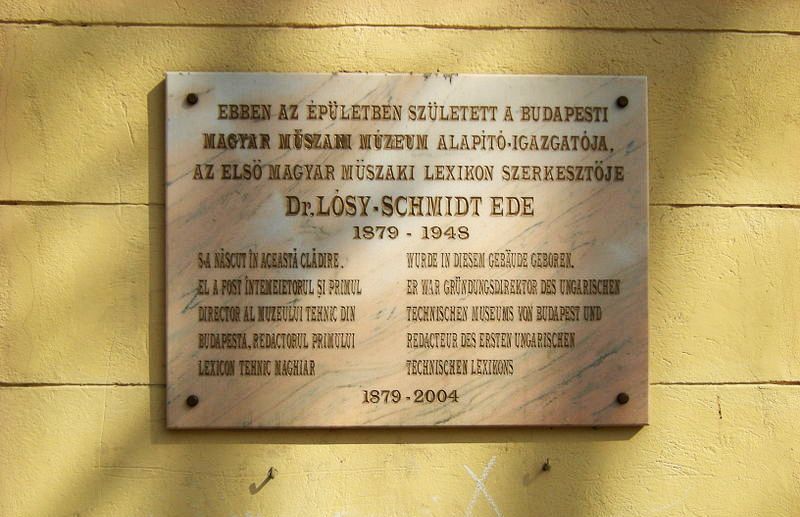 EBBEN AZ ÉPÜLETBEN SZÜLETETT A BUDAPESTI
MAGYAR MŰSZAKI MÚZEUM ALAPÍTÓ-IGAZGATÓJA,
AZ ELSŐ MAGYAR MŰSZAKI LEXIKON SZERKESZTŐJE
Dr. LÓSY-SCHMIDT EDE
1879 - 1948
S-A NĂSCUT ÎN ACEASTĂ CLĂDIRE.
EL A FOST ÎNTEMEIETORUL ŞI PRIMUL
DIRECTOR AL MUZEULUI TEHNIC DIN
BUDAPESTA, REDACTORUL PRIMULUI
LEXICON TEHNIC MAGHIAR
WURDE IN DIESEM GEBÄUDE GEBOREN.
ER WAR GRÜNDUNGSDIREKTOR DES UNGARISCHEN
TECHNISCHEN MUSEUMS VON BUDAPEST UND
REDACTEUR DES ERSTEN UNGARISCHEN
TECHNISCHEN LEXIKONS
1879 - 2004